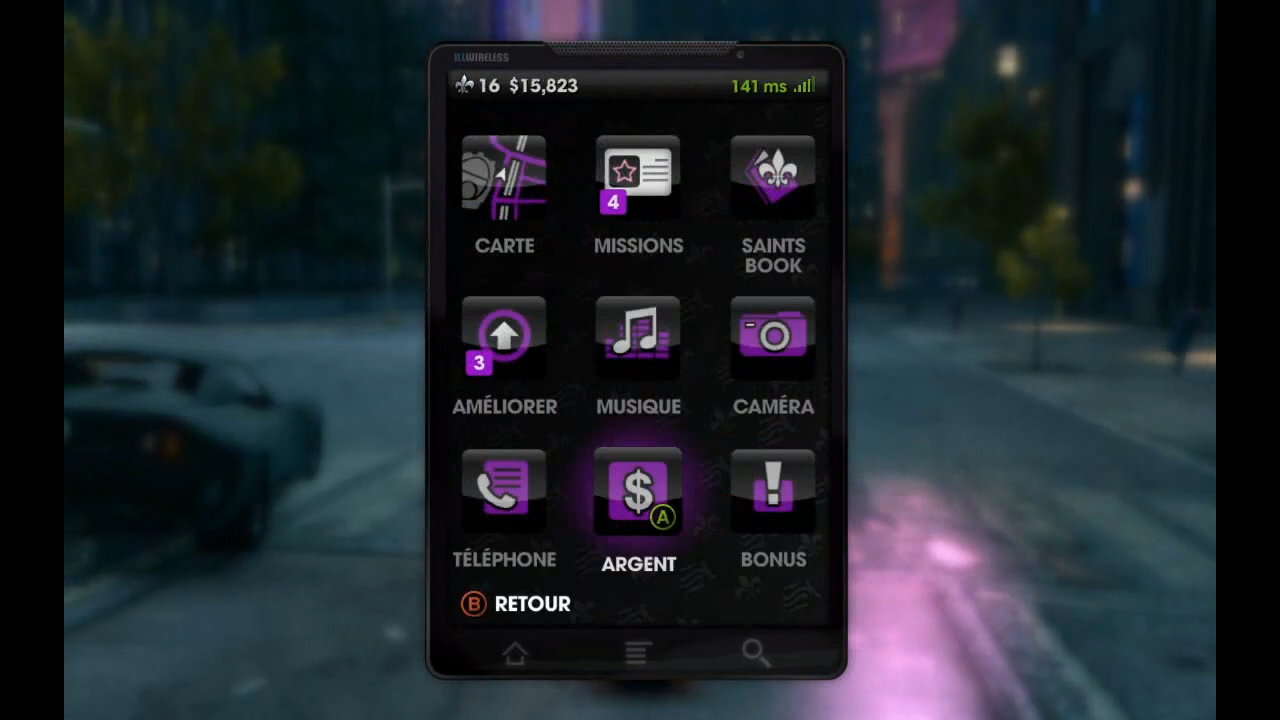 ILLWIRELESS
16 $15,823 141 ms
4
CARTE MISSIONS SAINTS BOOK
3
AMÉLIORER MUSIQUE CAMÉRA
$ A !
TÉLÉPHONE ARGENT BONUS
B RETOUR